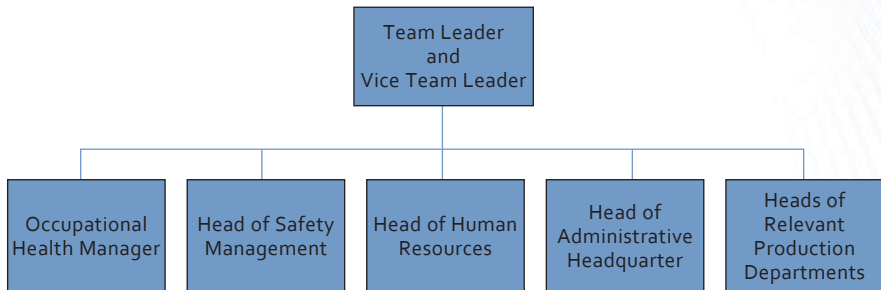 Team Leader
and
Vice Team Leader
Occupational
Health Manager
Head of Safety
Management
Head of Human
Resources
Head of
Administrative
Headquarter
Heads of
Relevant
Production
Departments